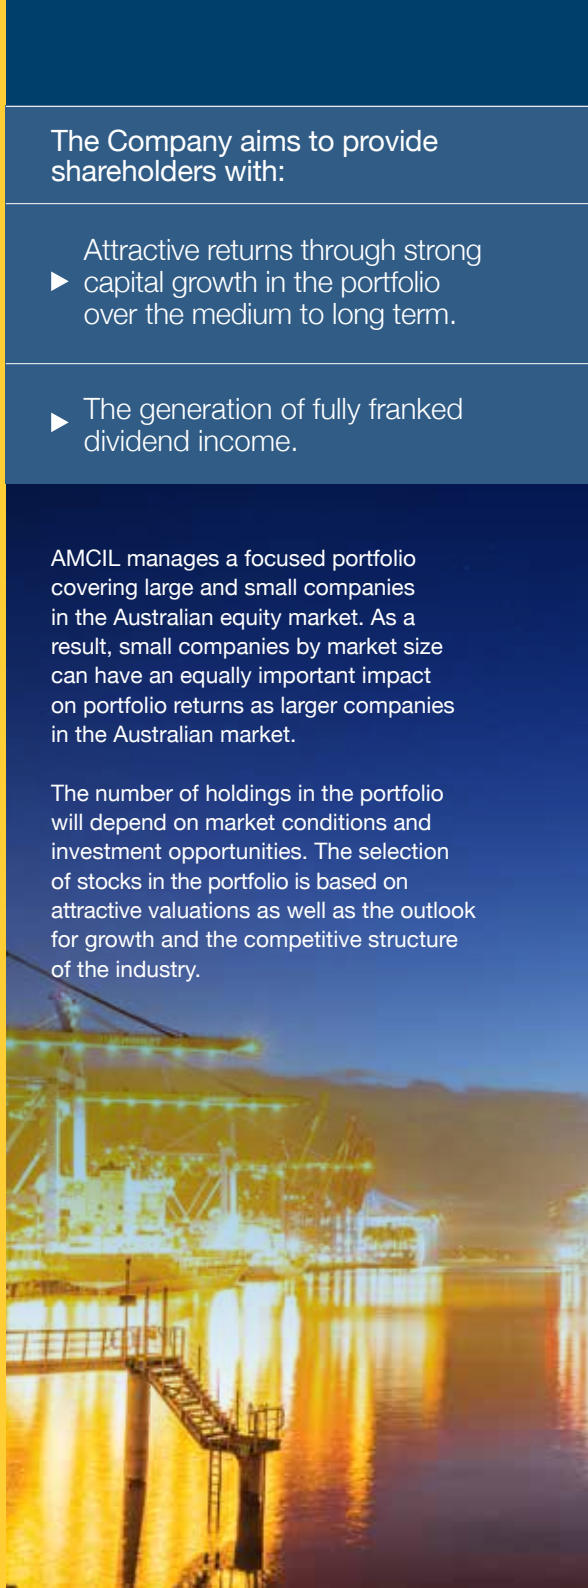 The Company aims to provide
shareholders with:
Attractive returns through strong
capital growth in the portfolio
over the medium to long term.
The generation of fully franked
dividend income.
AMCIL manages a focused portfolio
covering large and small companies
in the Australian equity market. As a
result, small companies by market size
can have an equally important impact
on portfolio returns as larger companies
in the Australian market.
The number of holdings in the portfolio
will depend on market conditions and
investment opportunities. The selection
of stocks in the portfolio is based on
attractive valuations as well as the outlook
for growth and the competitive structure
of the industry.